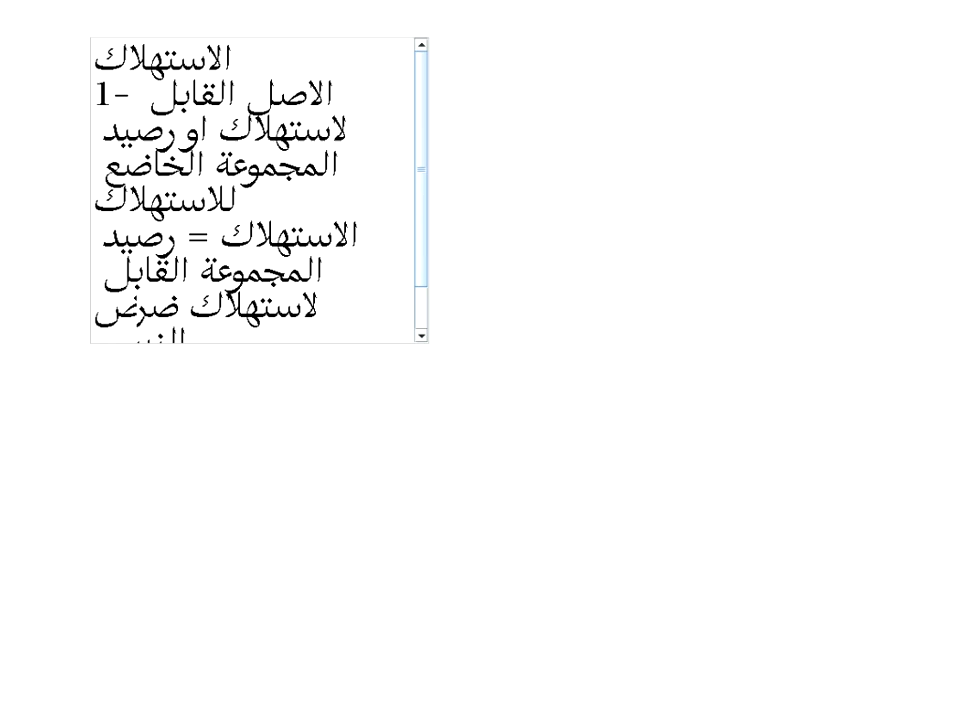 الاستهلاك
1- الاصل القابل
لاستهلاك او رصيد
المجموعة الخاضع
للاستهلاك
الاستهلاك = رصيد
المجموعة القابل
لاستهلاك ضرض